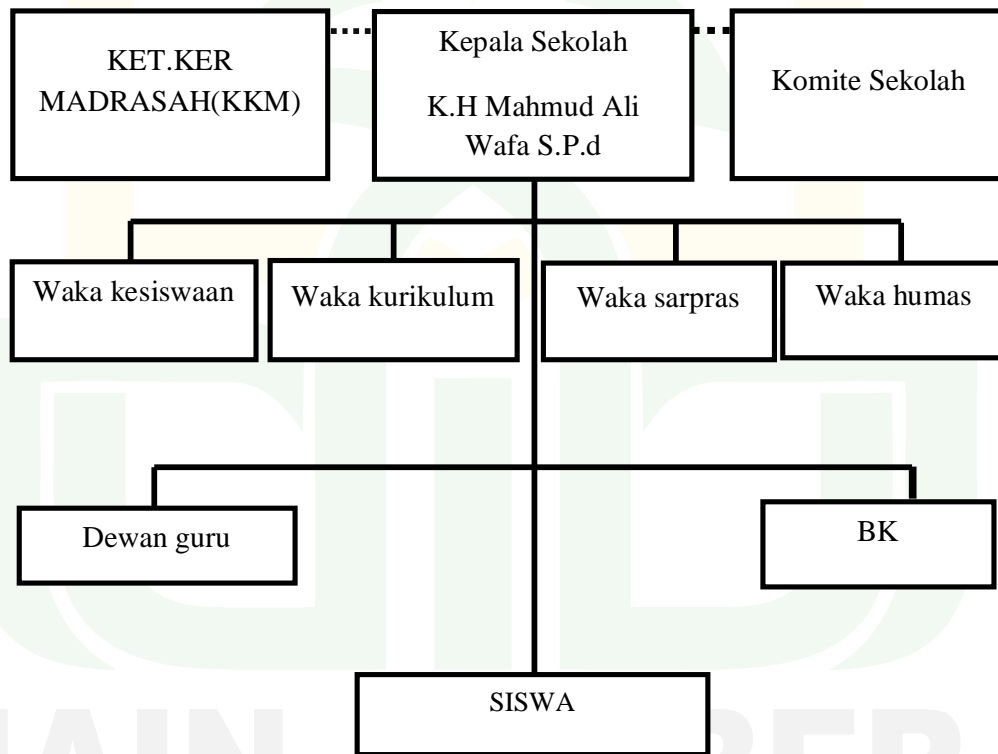 KET.KER
MADRASAH(KKM)
Kepala Sekolah
K.H Mahmud Ali
Wafa S.P.d
Komite Sekolah
Waka kesiswaan
Waka kurikulum
Waka sarpras
Waka humas
Dewan guru
BK
SISWA